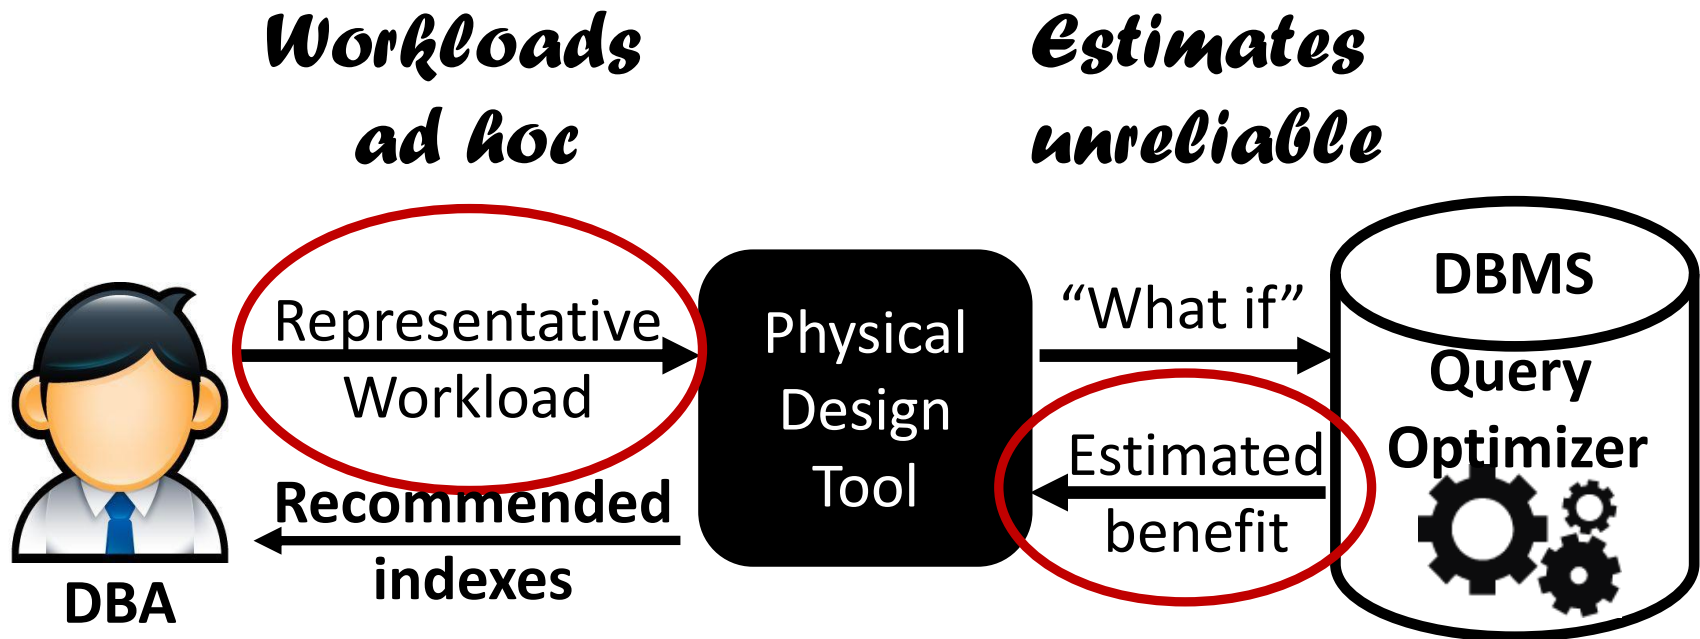 Workloads
ad hoc
Estimates
unreliable
Representative
Workload
Recommended
indexes
DBA
Physical
Design
Tool
“What if”
Estimated
benefit
DBMS
Query
Optimizer